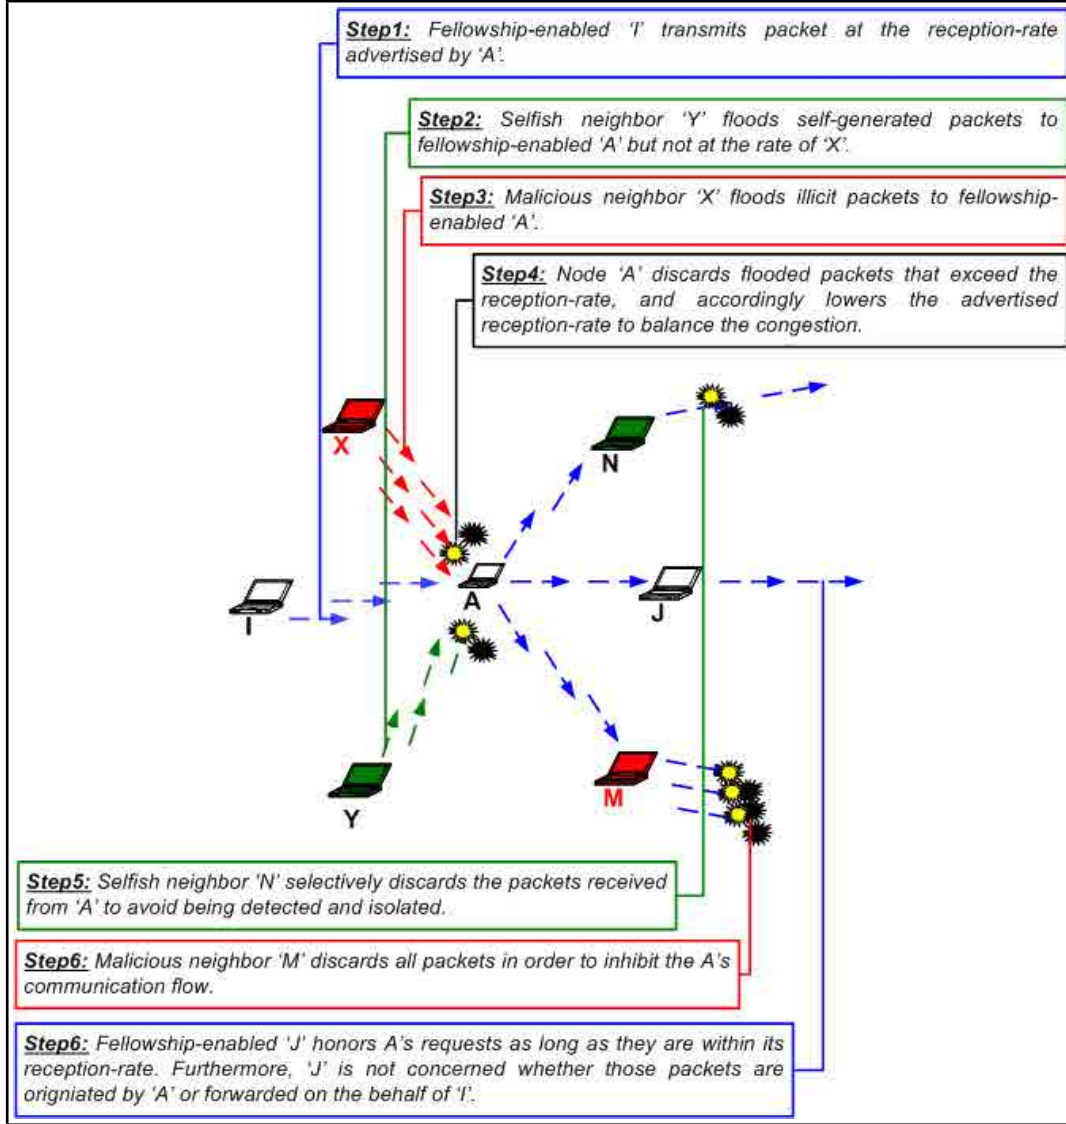 Step1: Fellowship-enabled ‘I’ transmits packet at the reception-rate
advertised by ‘A’.
Step2: Selfish neighbor ‘Y’ floods self-generated packets to
fellowship-enabled ‘A’ but not at the rate of ‘X’.
Step3: Malicious neighbor ‘X’ floods illicit packets to fellowship-
enabled ‘A’.
Step4: Node ‘A’ discards flooded packets that exceed the
reception-rate, and accordingly lowers the advertised
reception-rate to balance the congestion.
X
N
I
A
J
Y
M
Step5: Selfish neighbor ‘N’ selectively discards the packets received
from ‘A’ to avoid being detected and isolated.
Step6: Malicious neighbor ‘M’ discards all packets in order to inhibit the A’s
communication flow.
Step6: Fellowship-enabled ‘J’ honors A’s requests as long as they are within its
reception-rate. Furthermore, ‘J’ is not concerned whether those packets are
origniated by ‘A’ or forwarded on the behalf of ‘I’.